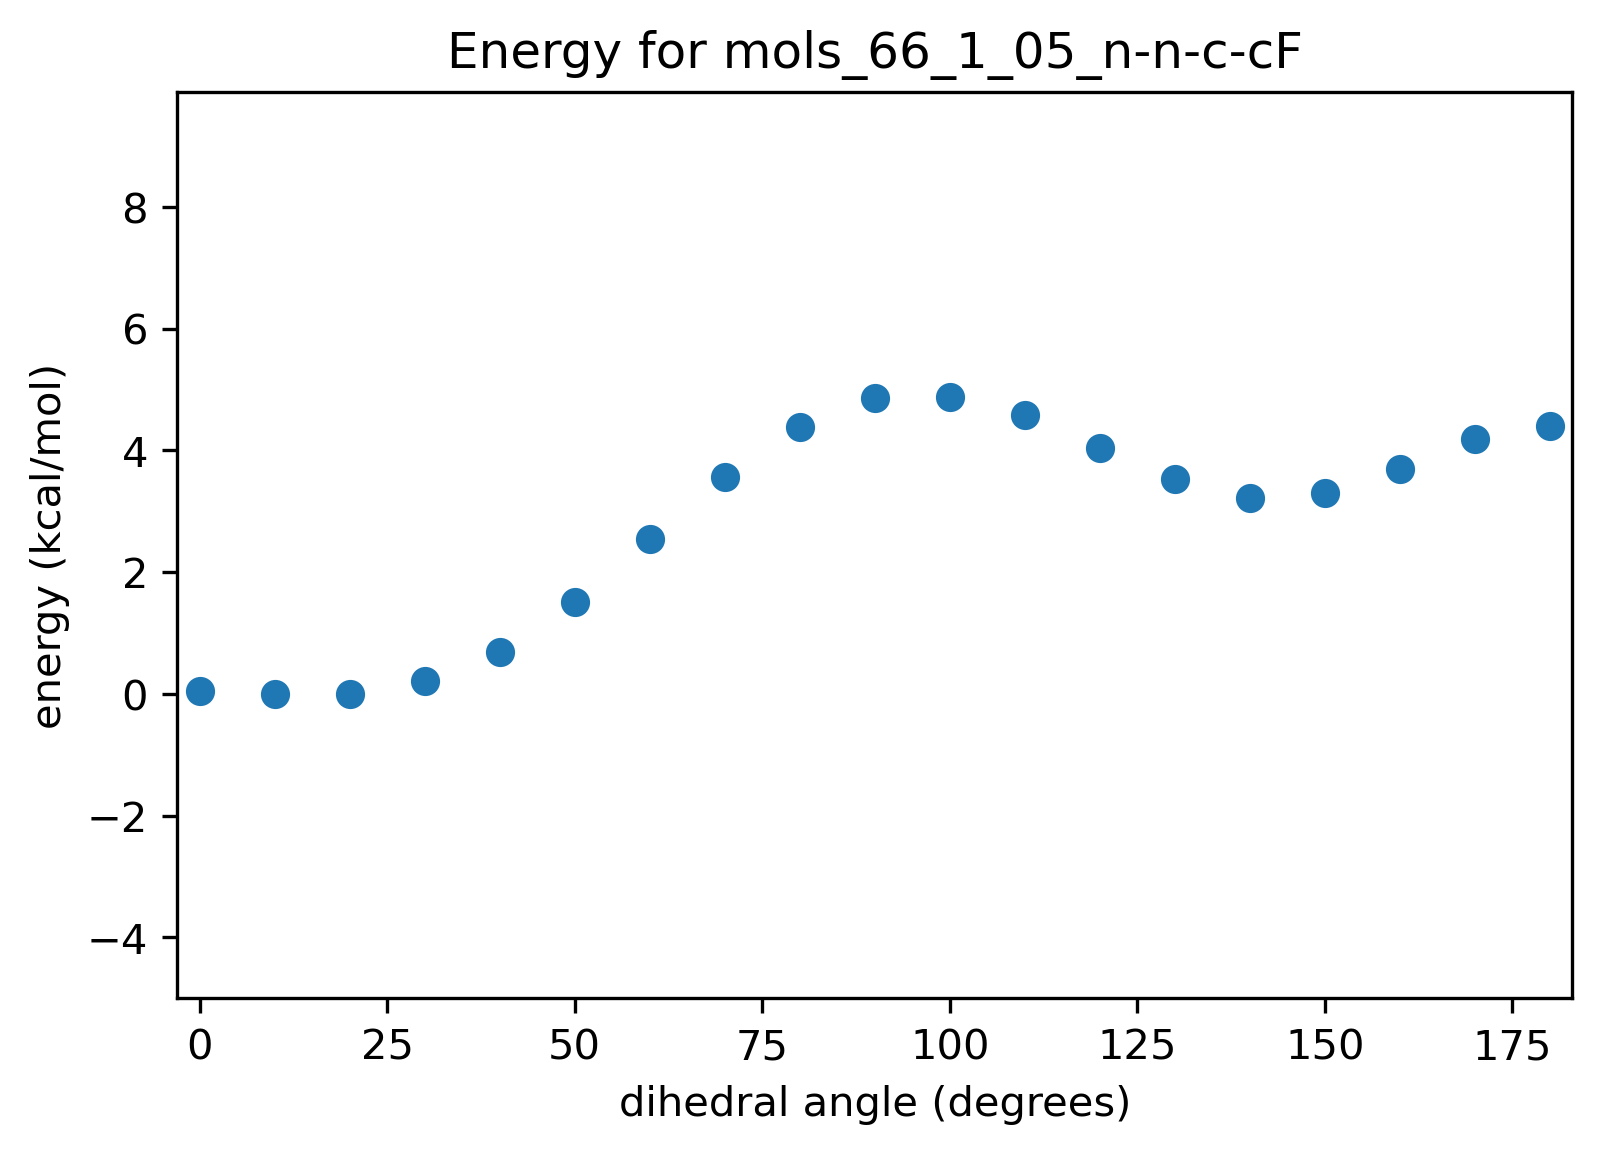 Energy for mols_66_1_05_n-n-c-cF
energy (kcal/mol)
8
6
4
2
0
−2
−4
0 25 50 75 100 125 150 175
dihedral angle (degrees)